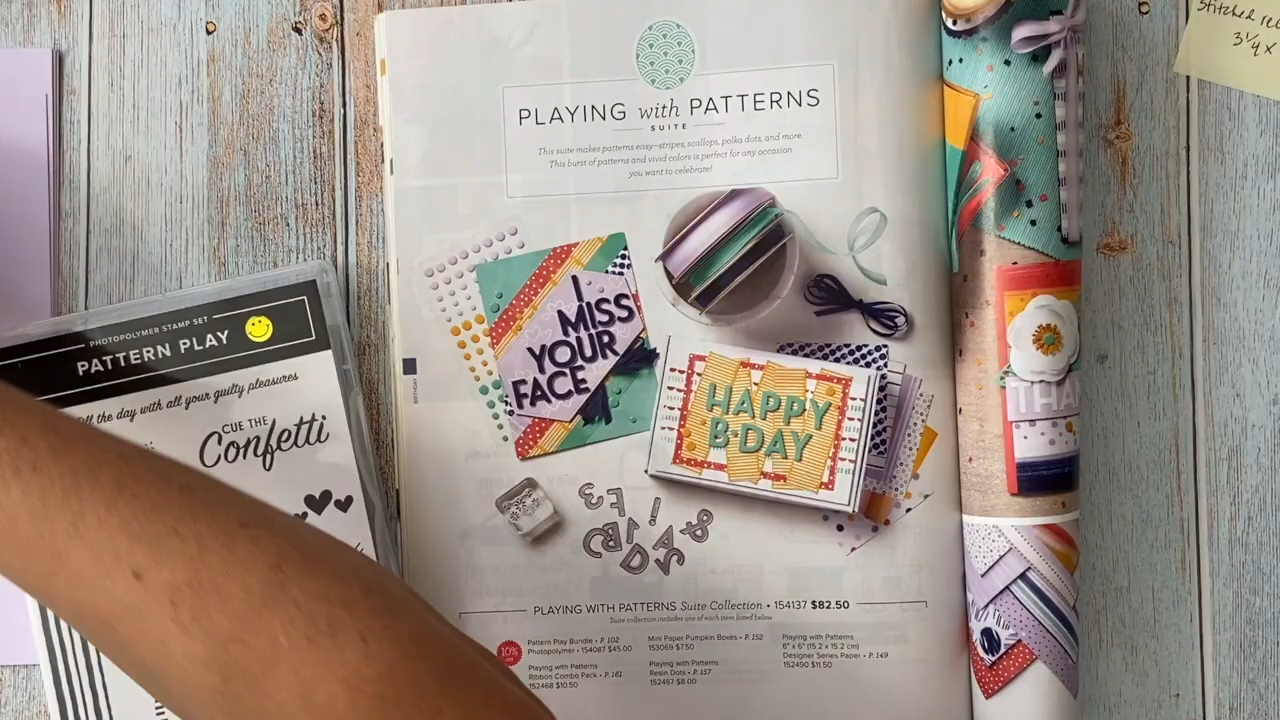 PLAYING with PATTERNS
SUITE
This suite makes patterns easy—stripes, scallops, polka dots, and more.
This burst of patterns and vivid colors is perfect for any occasion
you want to celebrate!
I
MISS
YOUR
FACE
HAPPY
B-DAY
PLAYING WITH PATTERNS Suite Collection • 154137 $82.50
Suite collection includes one of each item listed below.
10%
OFF
Pattern Play Bundle • P. 102
Photopolymer • 154087 $45.00
Playing with Patterns
Ribbon Combo Pack • P. 161
152468 $10.50
Mini Paper Pumpkin Boxes • P. 152
153069 $7.50
Playing with Patterns
Resin Dots • P. 157
152467 $8.00
Playing with Patterns
6" x 6" (15.2 x 15.2 cm)
Designer Series Paper • P. 149
152490 $11.50
BIRTHDAY
PHOTOPOLYMER STAMP SET
PATTERN PLAY
the day with all your guilty pleasures
CUE THE
Confetti
THA
Stitched rec
3 1/4 x